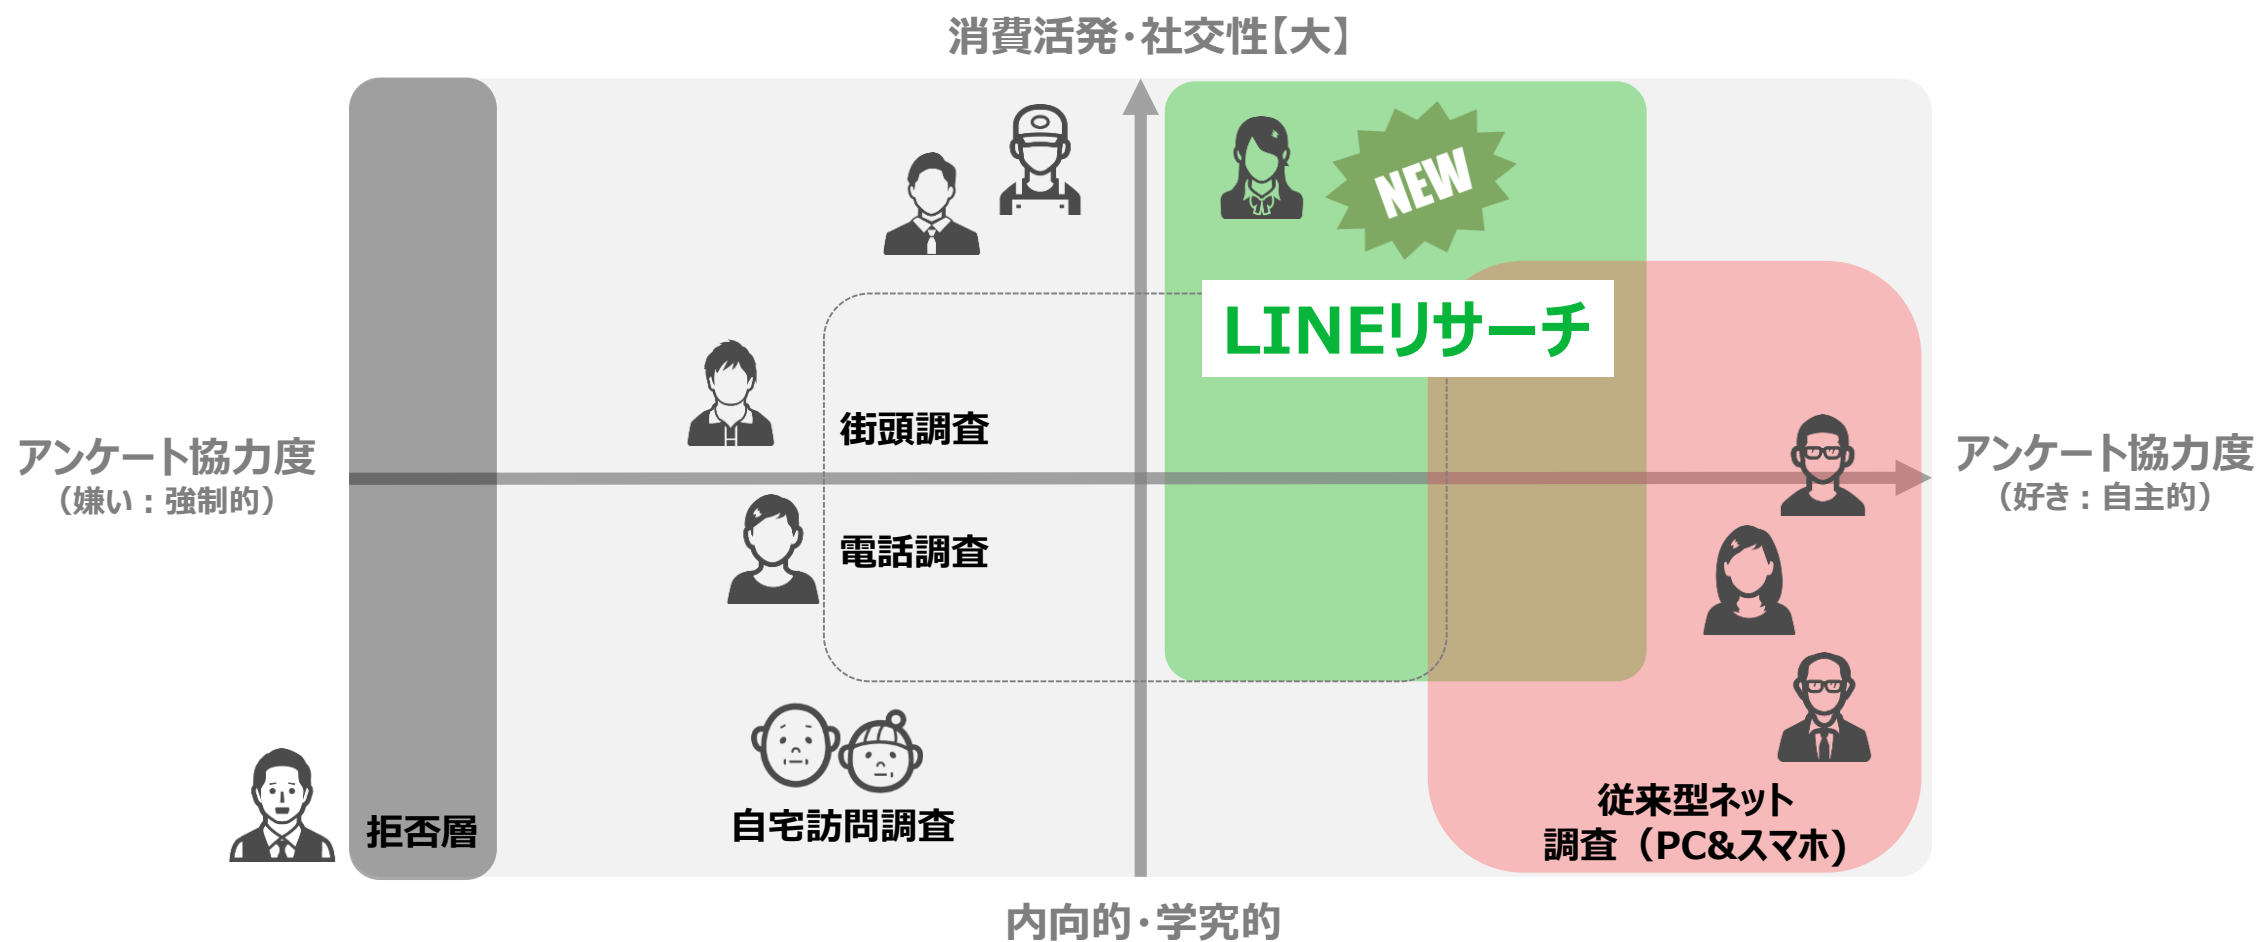 消費活発・社交性【大】
NEW
LINEリサーチ
街頭調査
アンケート協力度
（嫌い：強制的）
アンケート協力度
（好き：自主的）
電話調査
自宅訪問調査
拒否層
従来型ネット
調査（PC&スマホ)
内向的・学究的